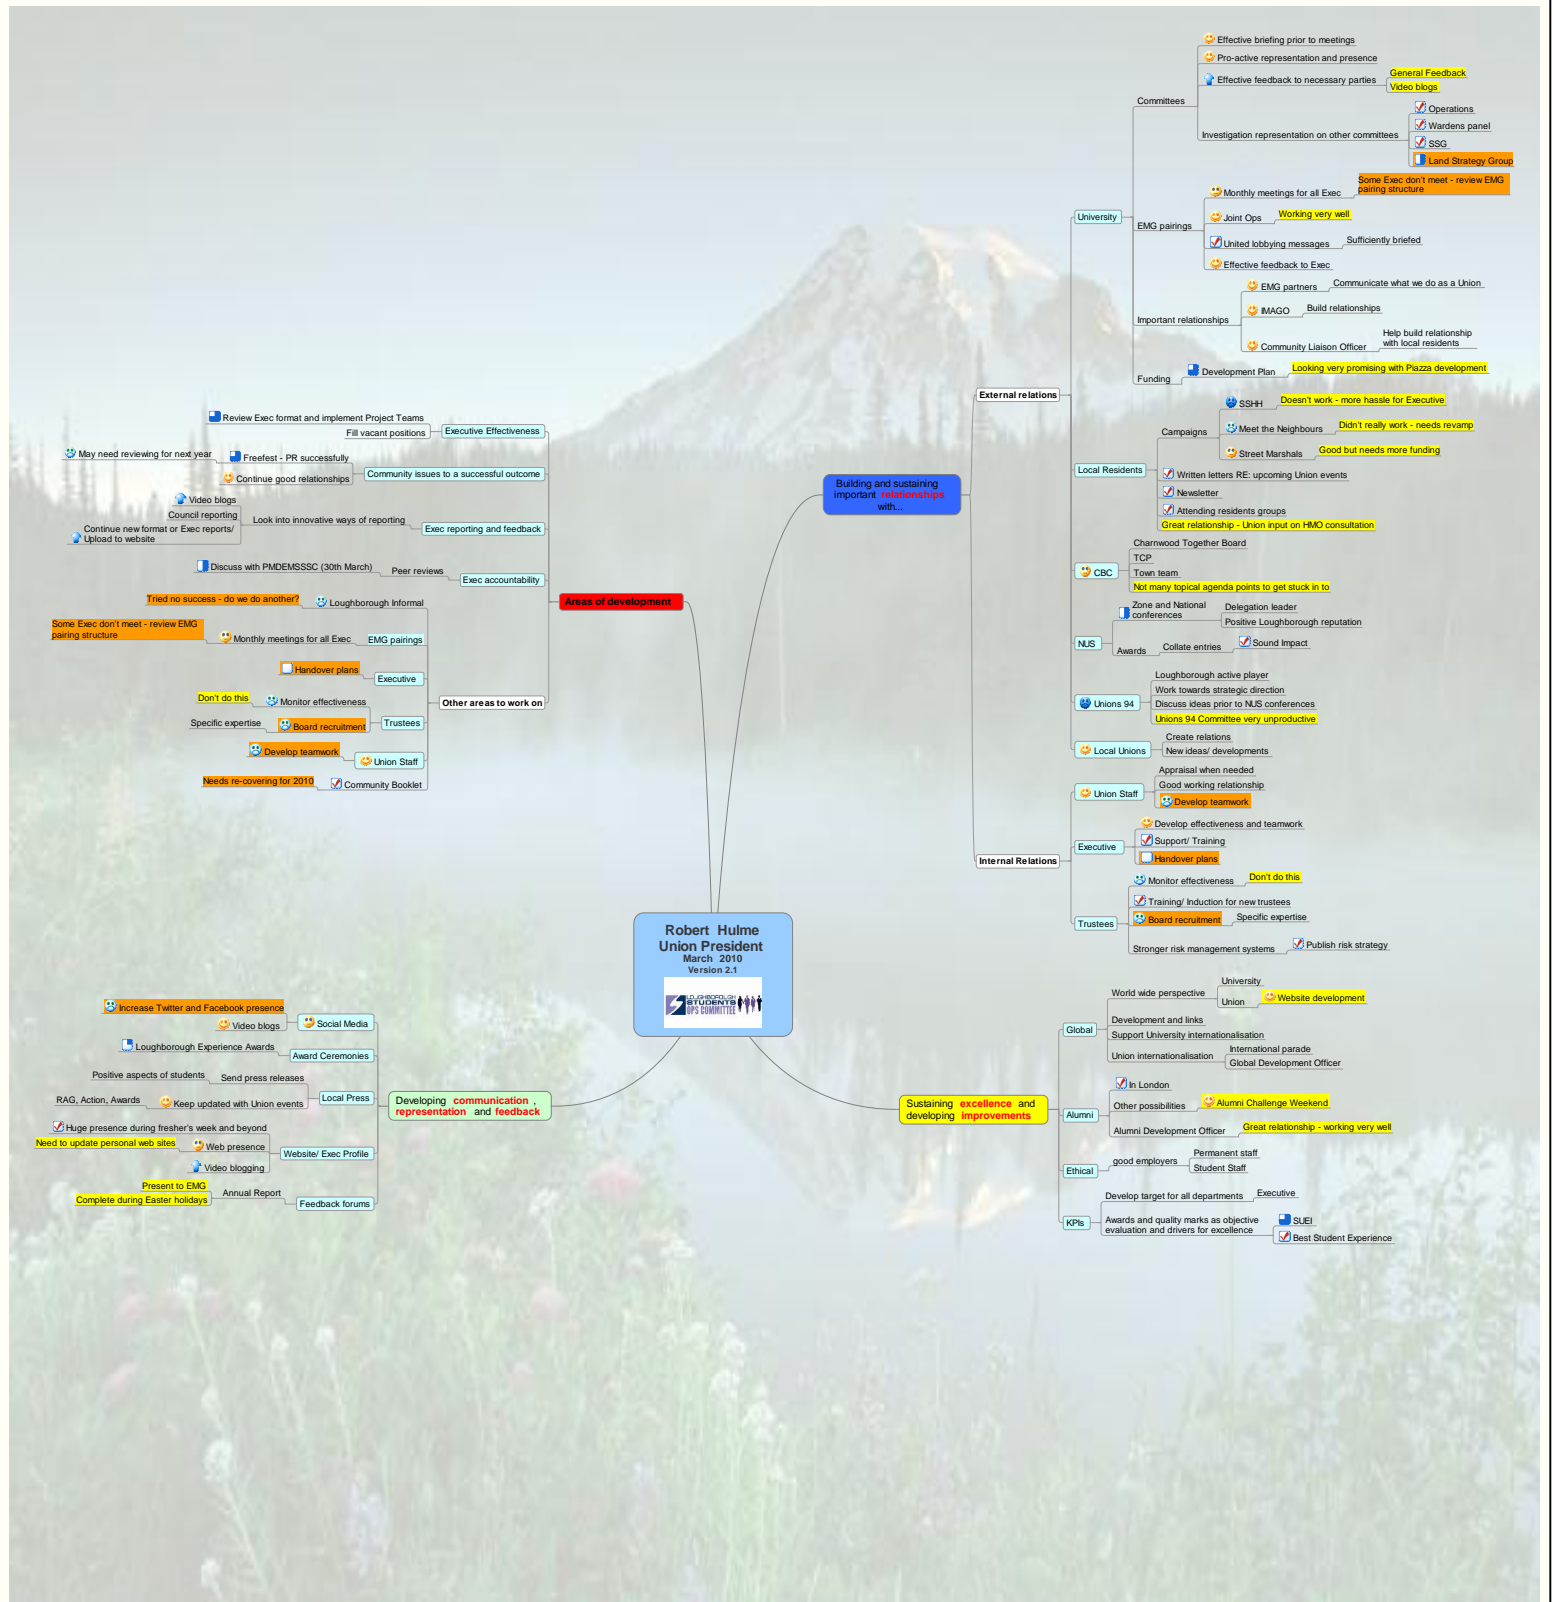 Robert Hulme
Union President
March 2010
Version 2.1
LOUGHBOROUGH
STUDENTS
OPS COMMITTEE
Building and sustaining
important relationships
with...
External relations
University
Committees
Effective briefing prior to meetings
Pro-active representation and presence
Effective feedback to necessary parties
General Feedback
Video blogs
Investigation representation on other committees
Operations
Wardens panel
SSG
Land Strategy Group
EMG pairings
Monthly meetings for all Exec
Some Exec don't meet - review EMG
pairing structure
Joint Ops
Working very well
United lobbying messages
Sufficiently briefed
Effective feedback to Exec
Important relationships
EMG partners
Communicate what we do as a Union
IMAGO
Build relationships
Community Liaison Officer
Help build relationship
with local residents
Funding
Development Plan
Looking very promising with Piazza development
Local Residents
Campaigns
SSHH
Doesn't work - more hassle for Executive
Meet the Neighbours
Didn't really work - needs revamp
Street Marshals
Good but needs more funding
Written letters RE: upcoming Union events
Newsletter
Attending residents groups
Great relationship - Union input on HMO consultation
CBC
Charnwood Together Board
TCP
Town team
Not many topical agenda points to get stuck in to
NUS
Zone and National
conferences
Delegation leader
Positive Loughborough reputation
Awards
Collate entries
Sound Impact
Unions 94
Loughborough active player
Work towards strategic direction
Discuss ideas prior to NUS conferences
Unions 94 Committee very unproductive
Local Unions
Create relations
New ideas/ developments
Internal Relations
Union Staff
Appraisal when needed
Good working relationship
Develop teamwork
Executive
Develop effectiveness and teamwork
Support/ Training
Handover plans
Trustees
Monitor effectiveness
Don't do this
Training/ Induction for new trustees
Board recruitment
Specific expertise
Stronger risk management systems
Publish risk strategy
Sustaining excellence and
developing improvements
Global
World wide perspective
University
Union
Website development
Development and links
Support University internationalisation
Union internationalisation
International parade
Global Development Officer
Alumni
In London
Other possibilities
Alumni Challenge Weekend
Alumni Development Officer
Great relationship - working very well
Ethical
good employers
Permanent staff
Student Staff
KPIs
Develop target for all departments
Executive
Awards and quality marks as objective
evaluation and drivers for excellence
SUEI
Best Student Experience
Developing communication ,
representation and feedback
Social Media
Increase Twitter and Facebook presence
Video blogs
Award Ceremonies
Loughborough Experience Awards
Local Press
Send press releases
Positive aspects of students
Keep updated with Union events
RAG, Action, Awards
Website/ Exec Profile
Huge presence during fresher's week and beyond
Web presence
Need to update personal web sites
Video blogging
Feedback forums
Annual Report
Present to EMG
Complete during Easter holidays
Areas of development
Executive Effectiveness
Review Exec format and implement Project Teams
Fill vacant positions
Community issues to a successful outcome
Freefest - PR successfully
May need reviewing for next year
Continue good relationships
Exec reporting and feedback
Look into innovative ways of reporting
Video blogs
Council reporting
Continue new format or Exec reports/
Upload to website
Exec accountability
Peer reviews
Discuss with PMDEMSSSC (30th March)
Other areas to work on
Loughborough Informal
Tried no success - do we do another?
EMG pairings
Monthly meetings for all Exec
Some Exec don't meet - review EMG
pairing structure
Executive
Handover plans
Trustees
Monitor effectiveness
Don't do this
Board recruitment
Specific expertise
Union Staff
Develop teamwork
Community Booklet
Needs re-covering for 2010